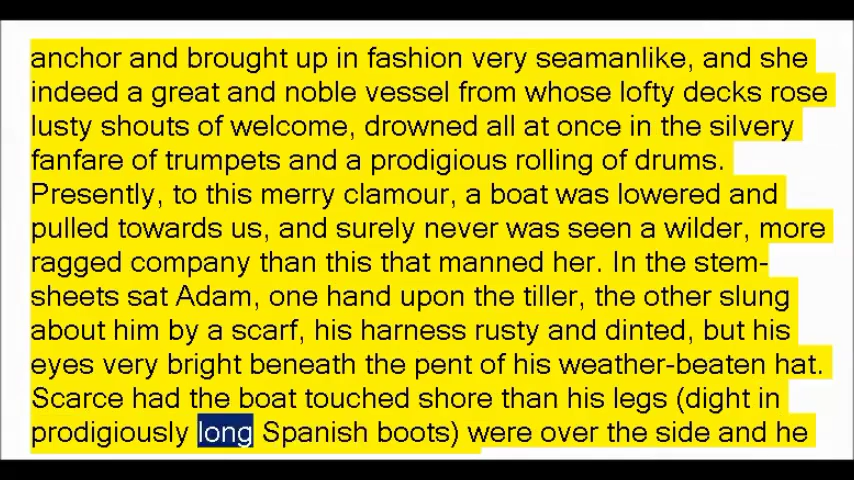 anchor and brought up in fashion very seamanlike, and she
indeed a great and noble vessel from whose lofty decks rose
lusty shouts of welcome, drowned all at once in the silvery
fanfare of trumpets and a prodigious rolling of drums.
Presently, to this merry clamour, a boat was lowered and
pulled towards us, and surely never was seen a wilder, more
ragged company than this that manned her. In the stem-
sheets sat Adam, one hand upon the tiller, the other slung
about him by a scarf, his harness rusty and dinted, but his
eyes very bright beneath the pent of his weather-beaten hat.
Scarce had the boat touched shore than his legs (dight in
prodigiously long Spanish boots) were over the side and he